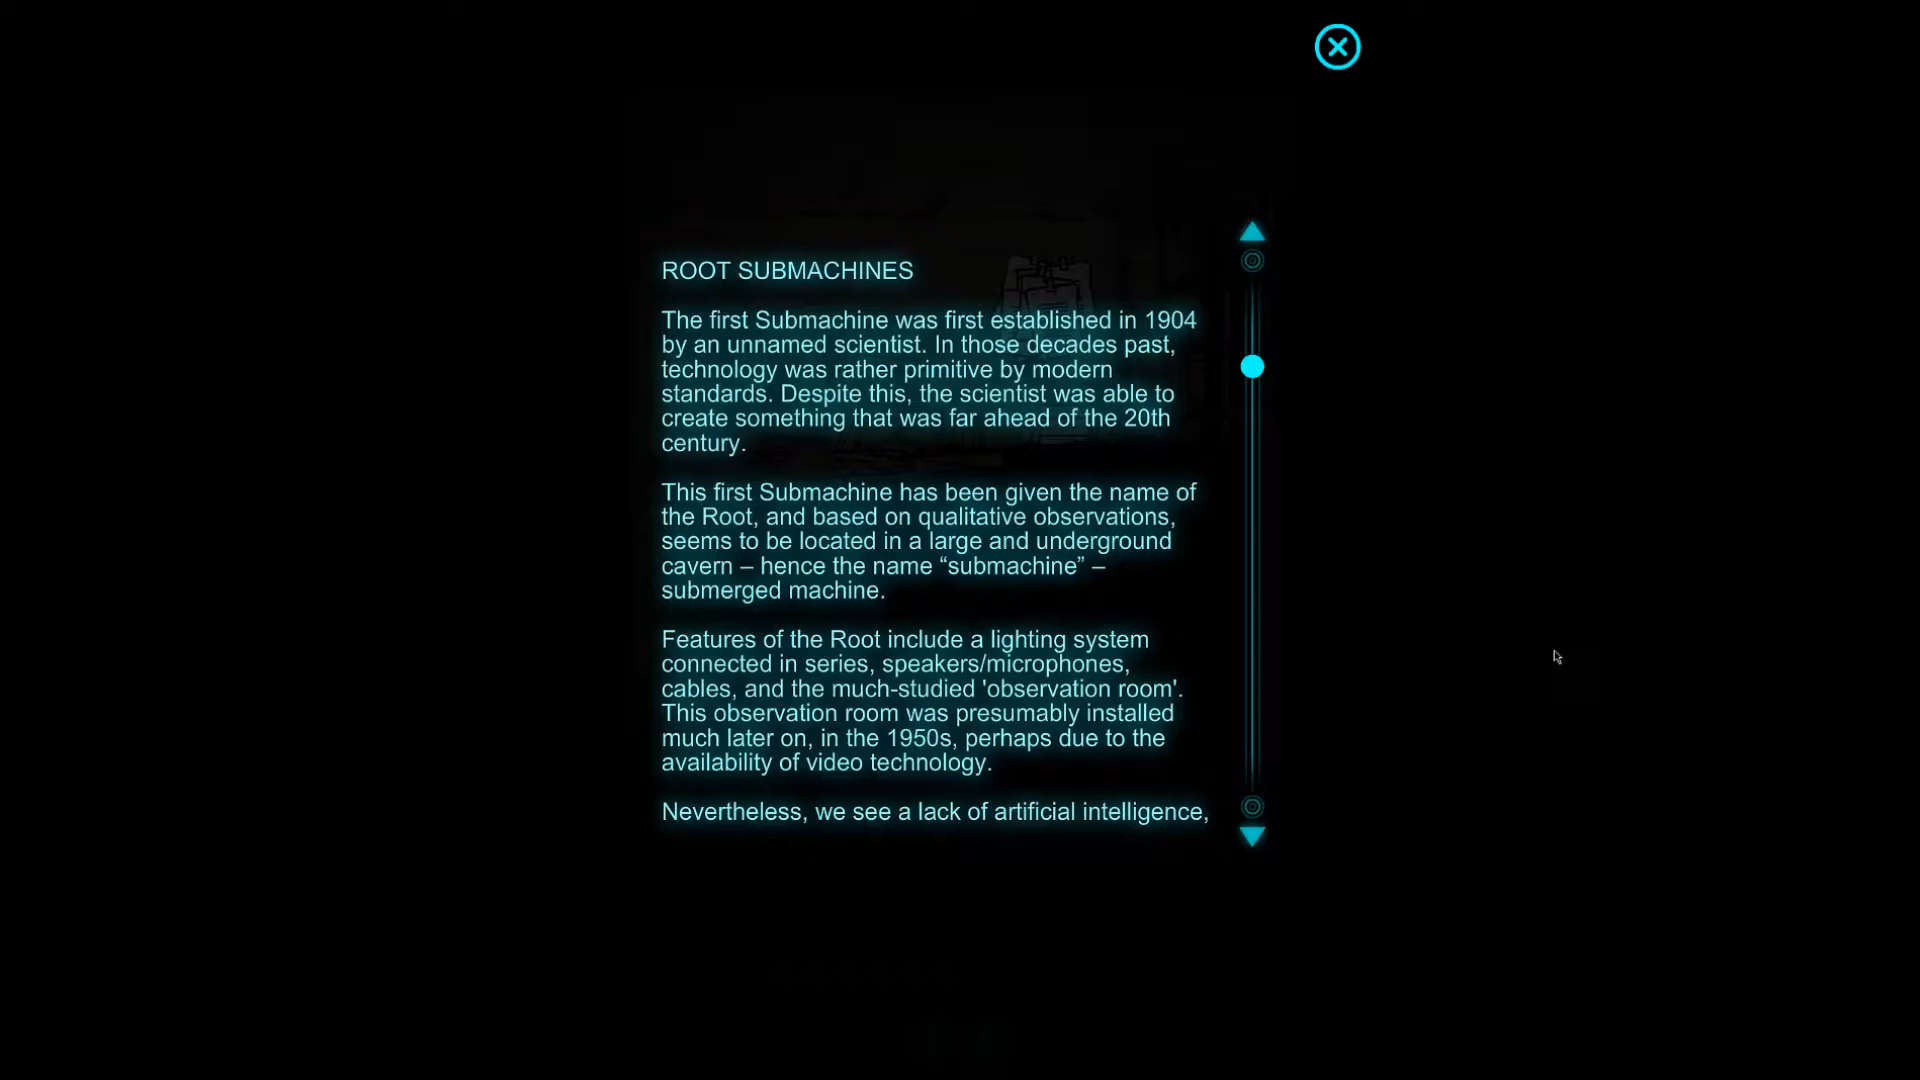 ROOT SUBMACHINES
The first Submachine was first established in 1904
by an unnamed scientist. In those decades past,
technology was rather primitive by modern
standards. Despite this, the scientist was able to
create something that was far ahead of the 20th
century.
This first Submachine has been given the name of
the Root, and based on qualitative observations,
seems to be located in a large and underground
cavern – hence the name “submachine” –
submerged machine.
Features of the Root include a lighting system
connected in series, speakers/microphones,
cables, and the much-studied 'observation room'.
This observation room was presumably installed
much later on, in the 1950s, perhaps due to the
availability of video technology.
Nevertheless, we see a lack of artificial intelligence,